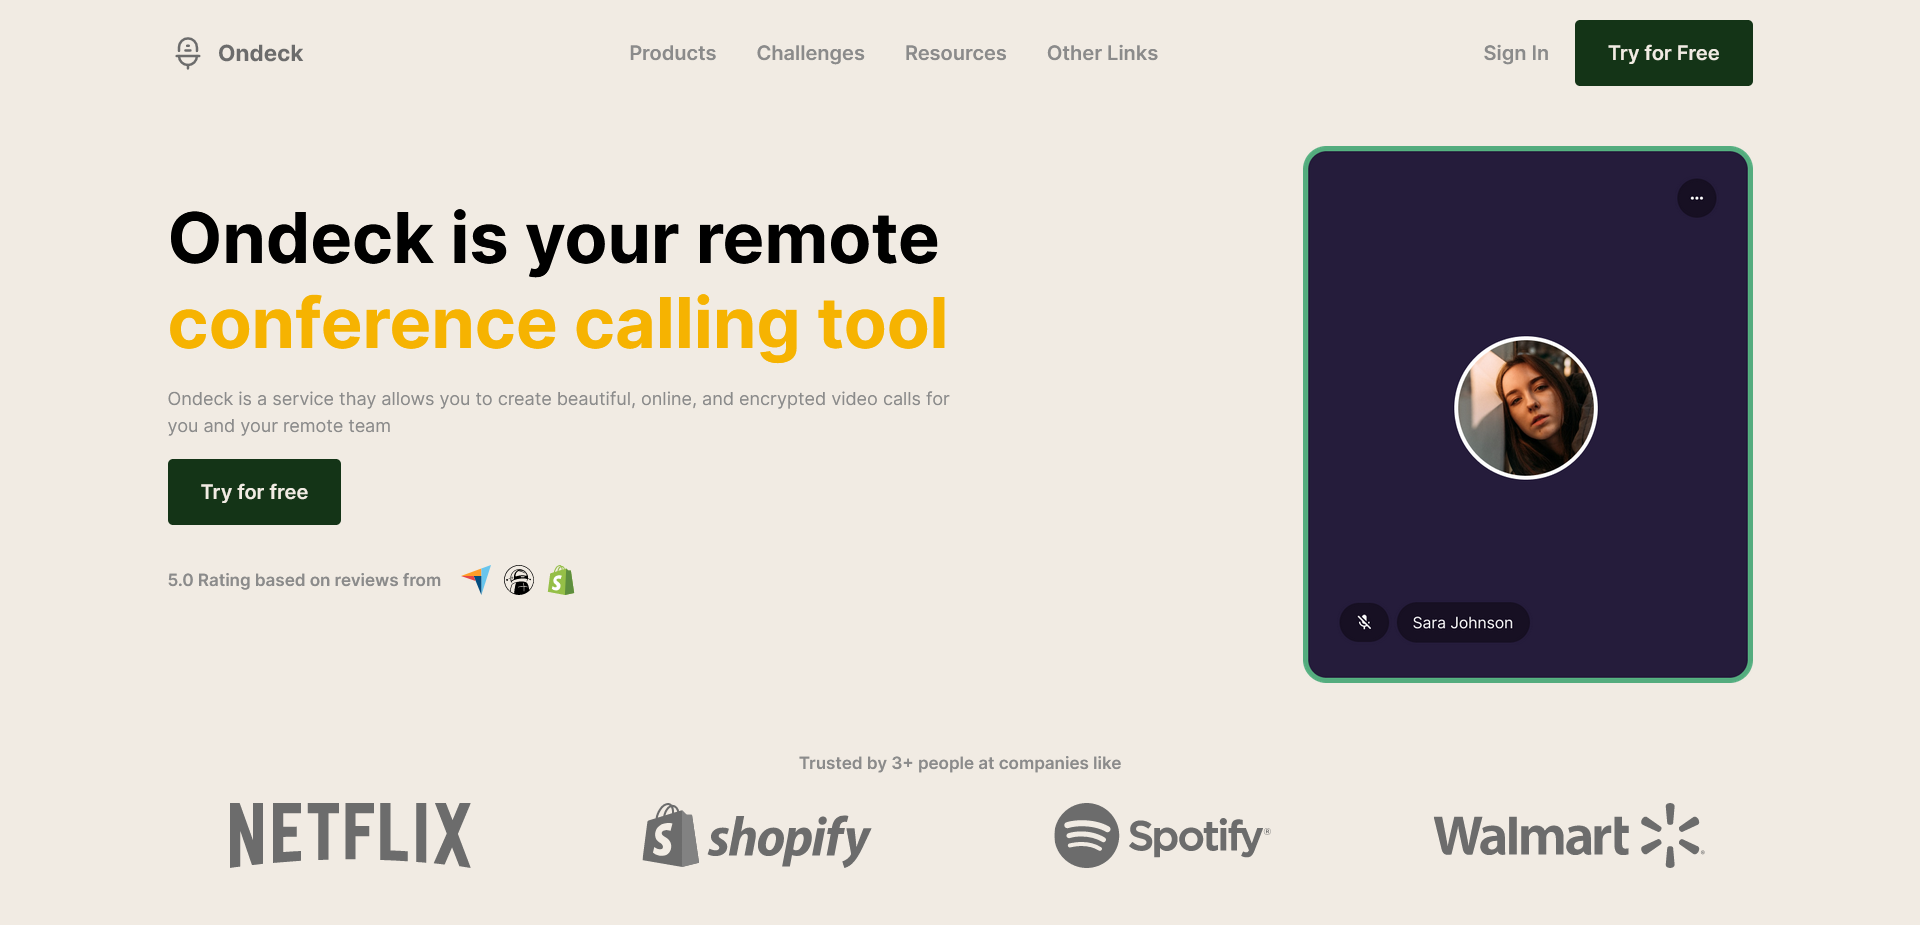 Ondeck
Products
Challenges
Resources
Other Links
Sign In
Try for Free
Ondeck is your remote
conference calling tool
Ondeck is a service thay allows you to create beautiful, online, and encrypted video calls for
you and your remote team
Try for free
5.0 Rating based on reviews from
S
Sara Johnson
Trusted by 3+ people at companies like
NETFLIX
S shopify
Spotify®
Walmart